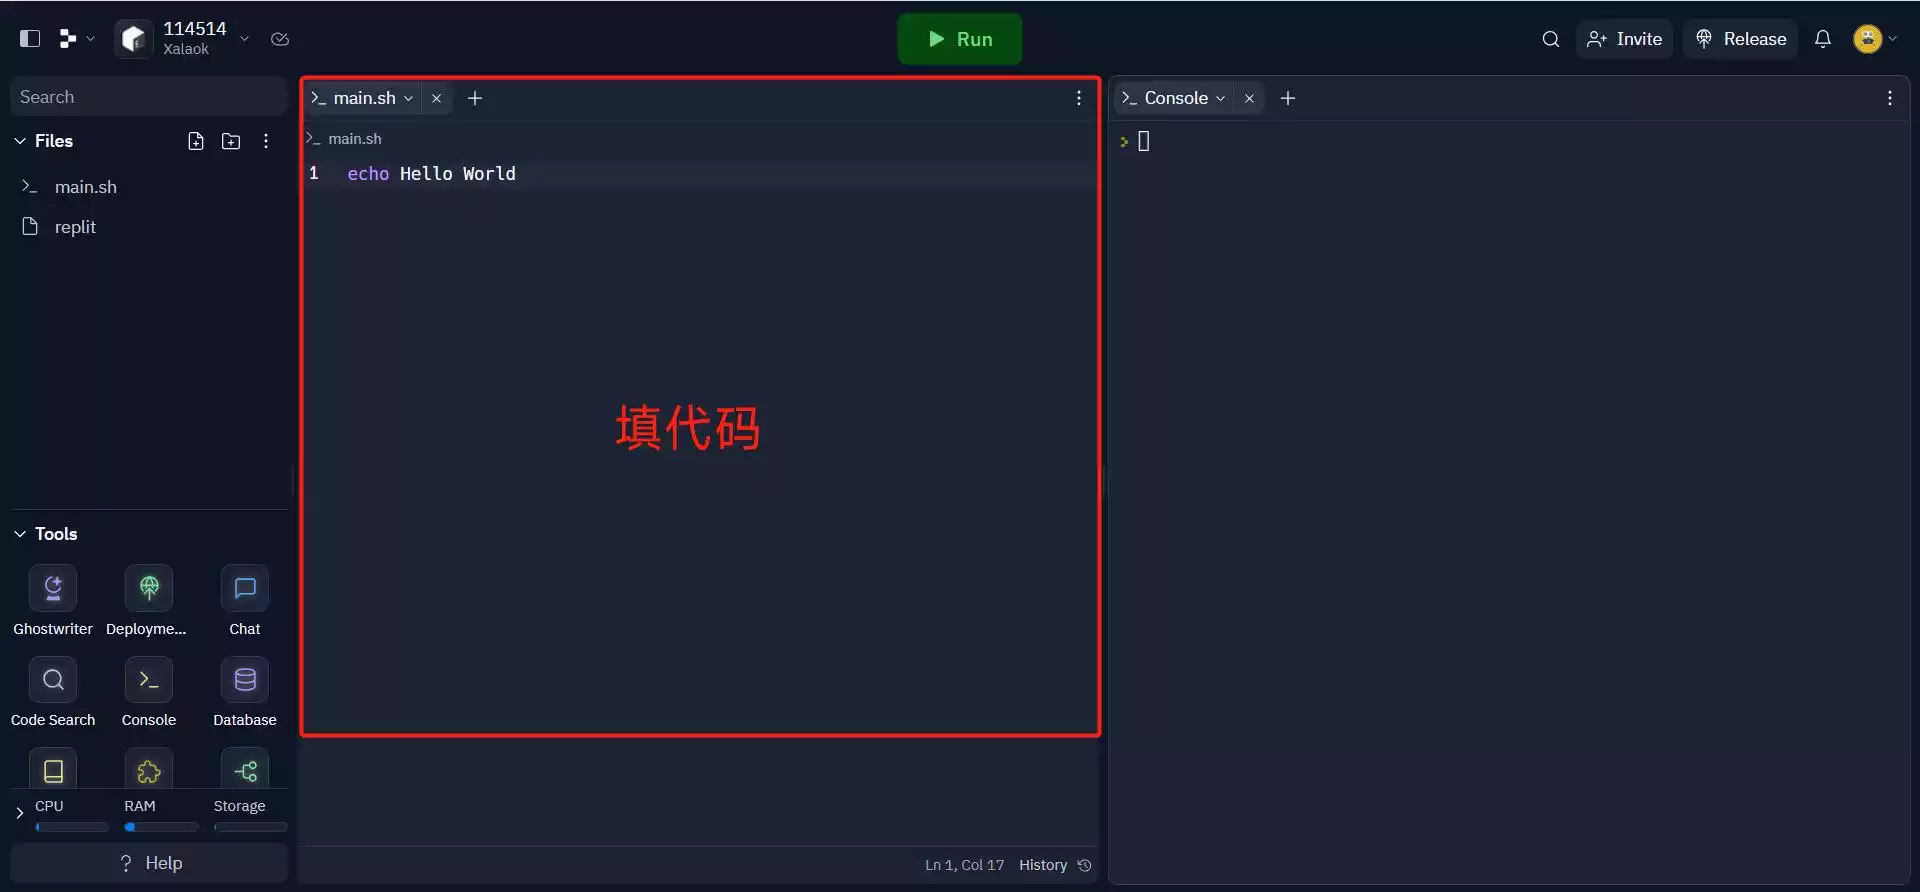 114514
Xalaok
Run
Invite
Release
Search
Files
main.sh
replit
main.sh
main.sh
1 echo Hello World
填代码
Console
Tools
Ghostwriter Deployme... Chat
Code Search Console Database
CPU RAM Storage
? Help
Ln 1, Col 17 History